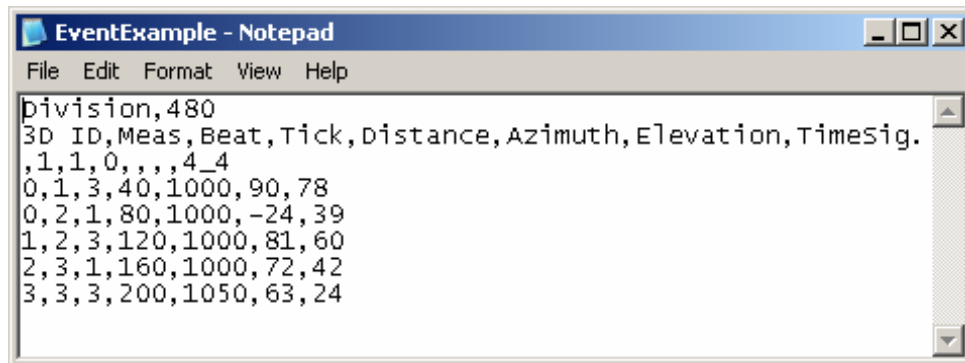 EventExample - Notepad
File Edit Format View Help
Division,480
3D ID,Meas,Beat,Tick,Distance,Azimuth,Elevation,TimeSig.
,1,1,0,,,,4_4
0,1,3,40,1000,90,78
0,2,1,80,1000,-24,39
1,2,3,120,1000,81,60
2,3,1,160,1000,72,42
3,3,3,200,1050,63,24